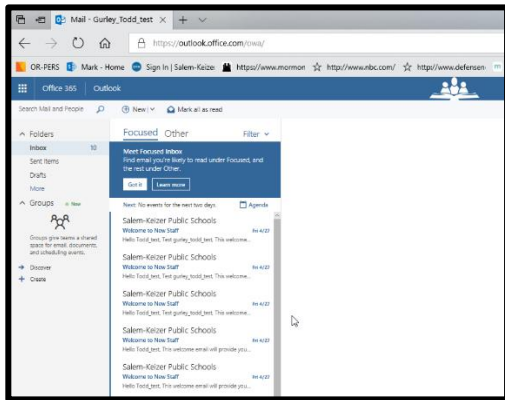 Mail - Gurley_Todd_test
https://outlook.office.com/owa/
OR-PERS Mark - Home Sign In | Salem-Keize https://www.mormon http://www.nbc.com/ http://www.defensen
Office 365 Outlook
Search Mail and People New Mark all as read
Folders
Inbox 10
Sent Items
Drafts
More
Groups New
Groups give teams a shared
space for email, documents,
and scheduling events.
Discover
Create
Focused Other Filter
Meet Focused Inbox
Find email you're likely to read under Focused, and
the rest under Other.
Got it Learn more
Next: No events for the next two days. Agenda
Salem-Keizer Public Schools
Welcome to New Staff Fri 4/27
Hello Todd_test, Test gurley_todd_test, This welcome...
Salem-Keizer Public Schools
Welcome to New Staff Fri 4/27
Hello Todd_test, Test gurley_todd_test, This welcome...
Salem-Keizer Public Schools
Welcome to New Staff Fri 4/27
Hello Todd_test, Test gurley_todd_test, This welcome...
Salem-Keizer Public Schools
Welcome to New Staff Fri 4/27
Hello Todd_test, This welcome email will provide you...
Salem-Keizer Public Schools
Welcome to New Staff Fri 4/27
Hello Todd_test, This welcome email will provide you...